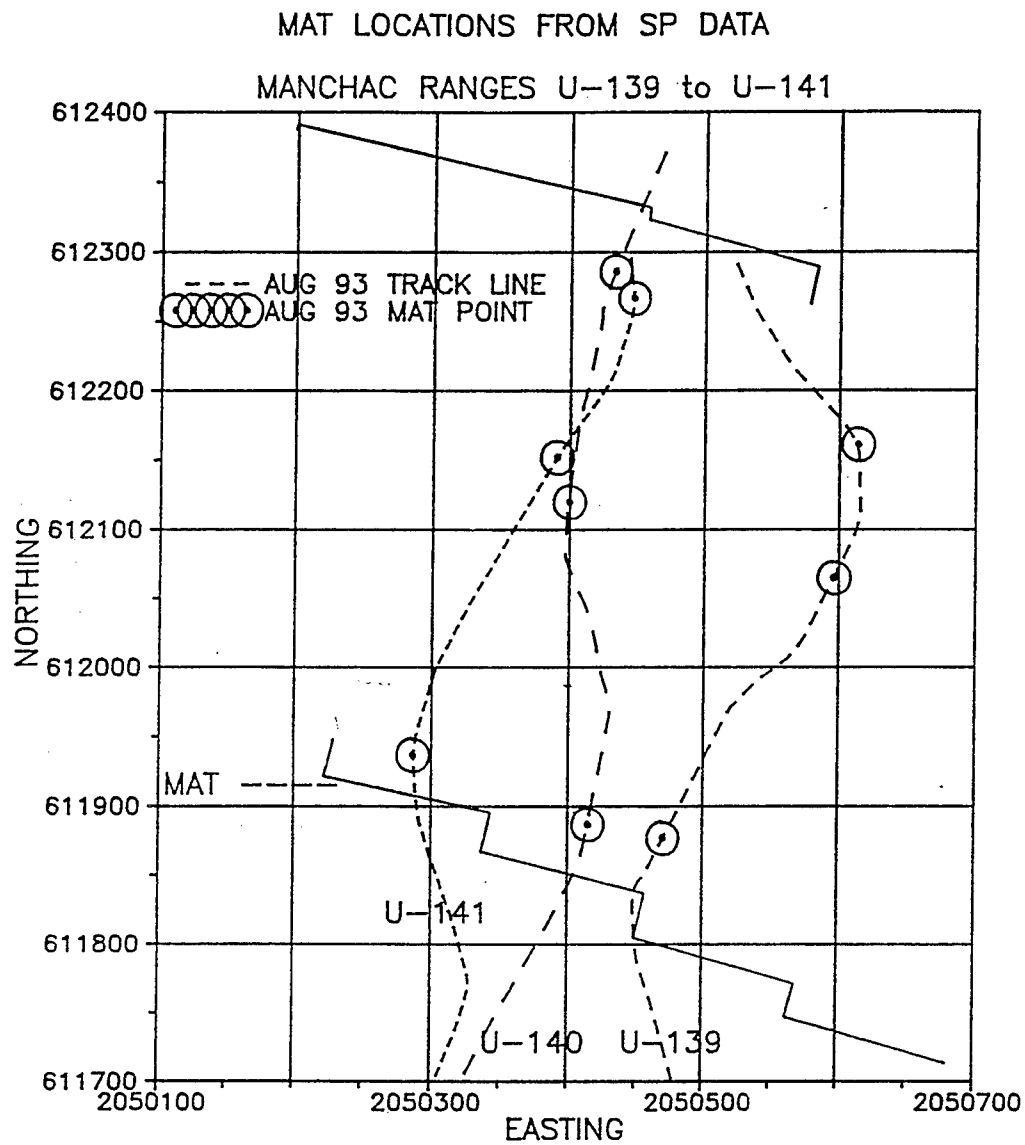 MAT LOCATIONS FROM SP DATA
MANCHAC RANGES U-139 to U-141
612400
612300
AUG 93 TRACK LINE
AUG 93 MAT POINT
612200
NORTHING
612100
612000
MAT
611900
U-141
611800
U-140 U-139
611700
2050100 2050300 2050500 2050700
EASTING